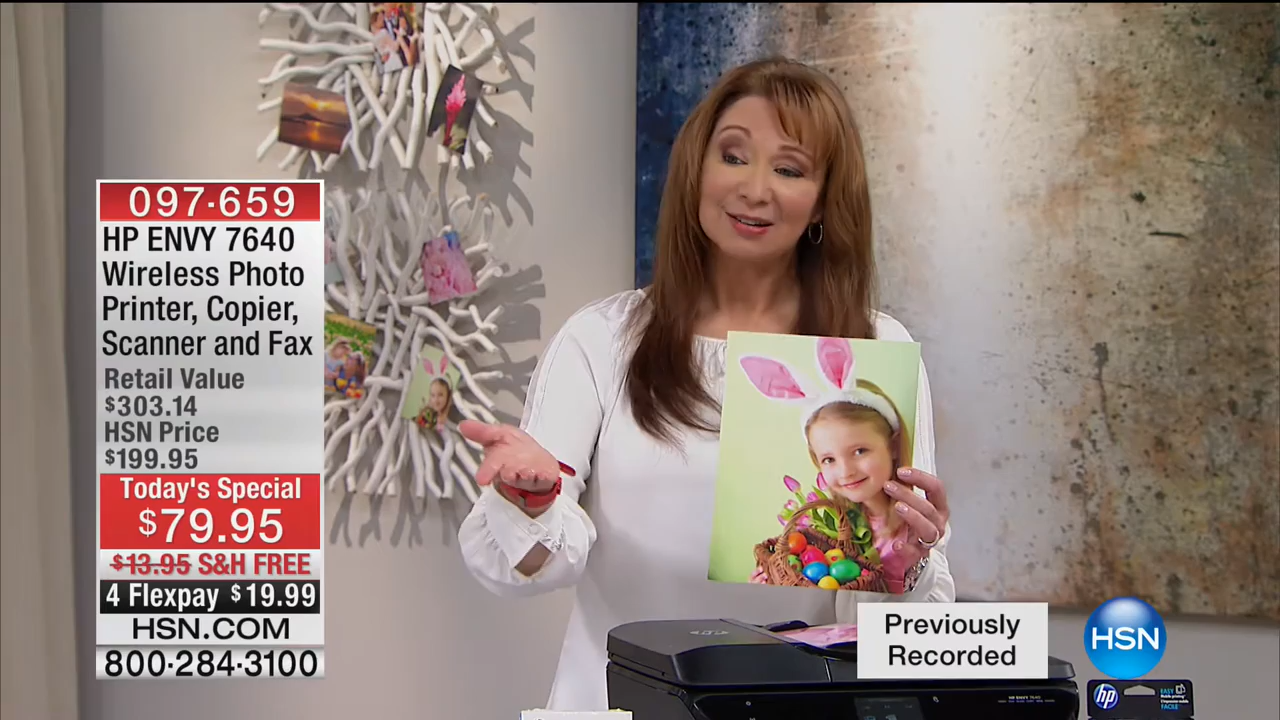 097·659
HP ENVY 7640
Wireless Photo
Printer, Copier,
Scanner and Fax
Retail Value
$303.14
HSN Price
$199.95
Today's Special
$79.95
$13.95 S&H FREE
4 Flexpay $19.99
HSN.COM
800·284·3100
Previously
Recorded
HSN
hp
EASY
FACILE